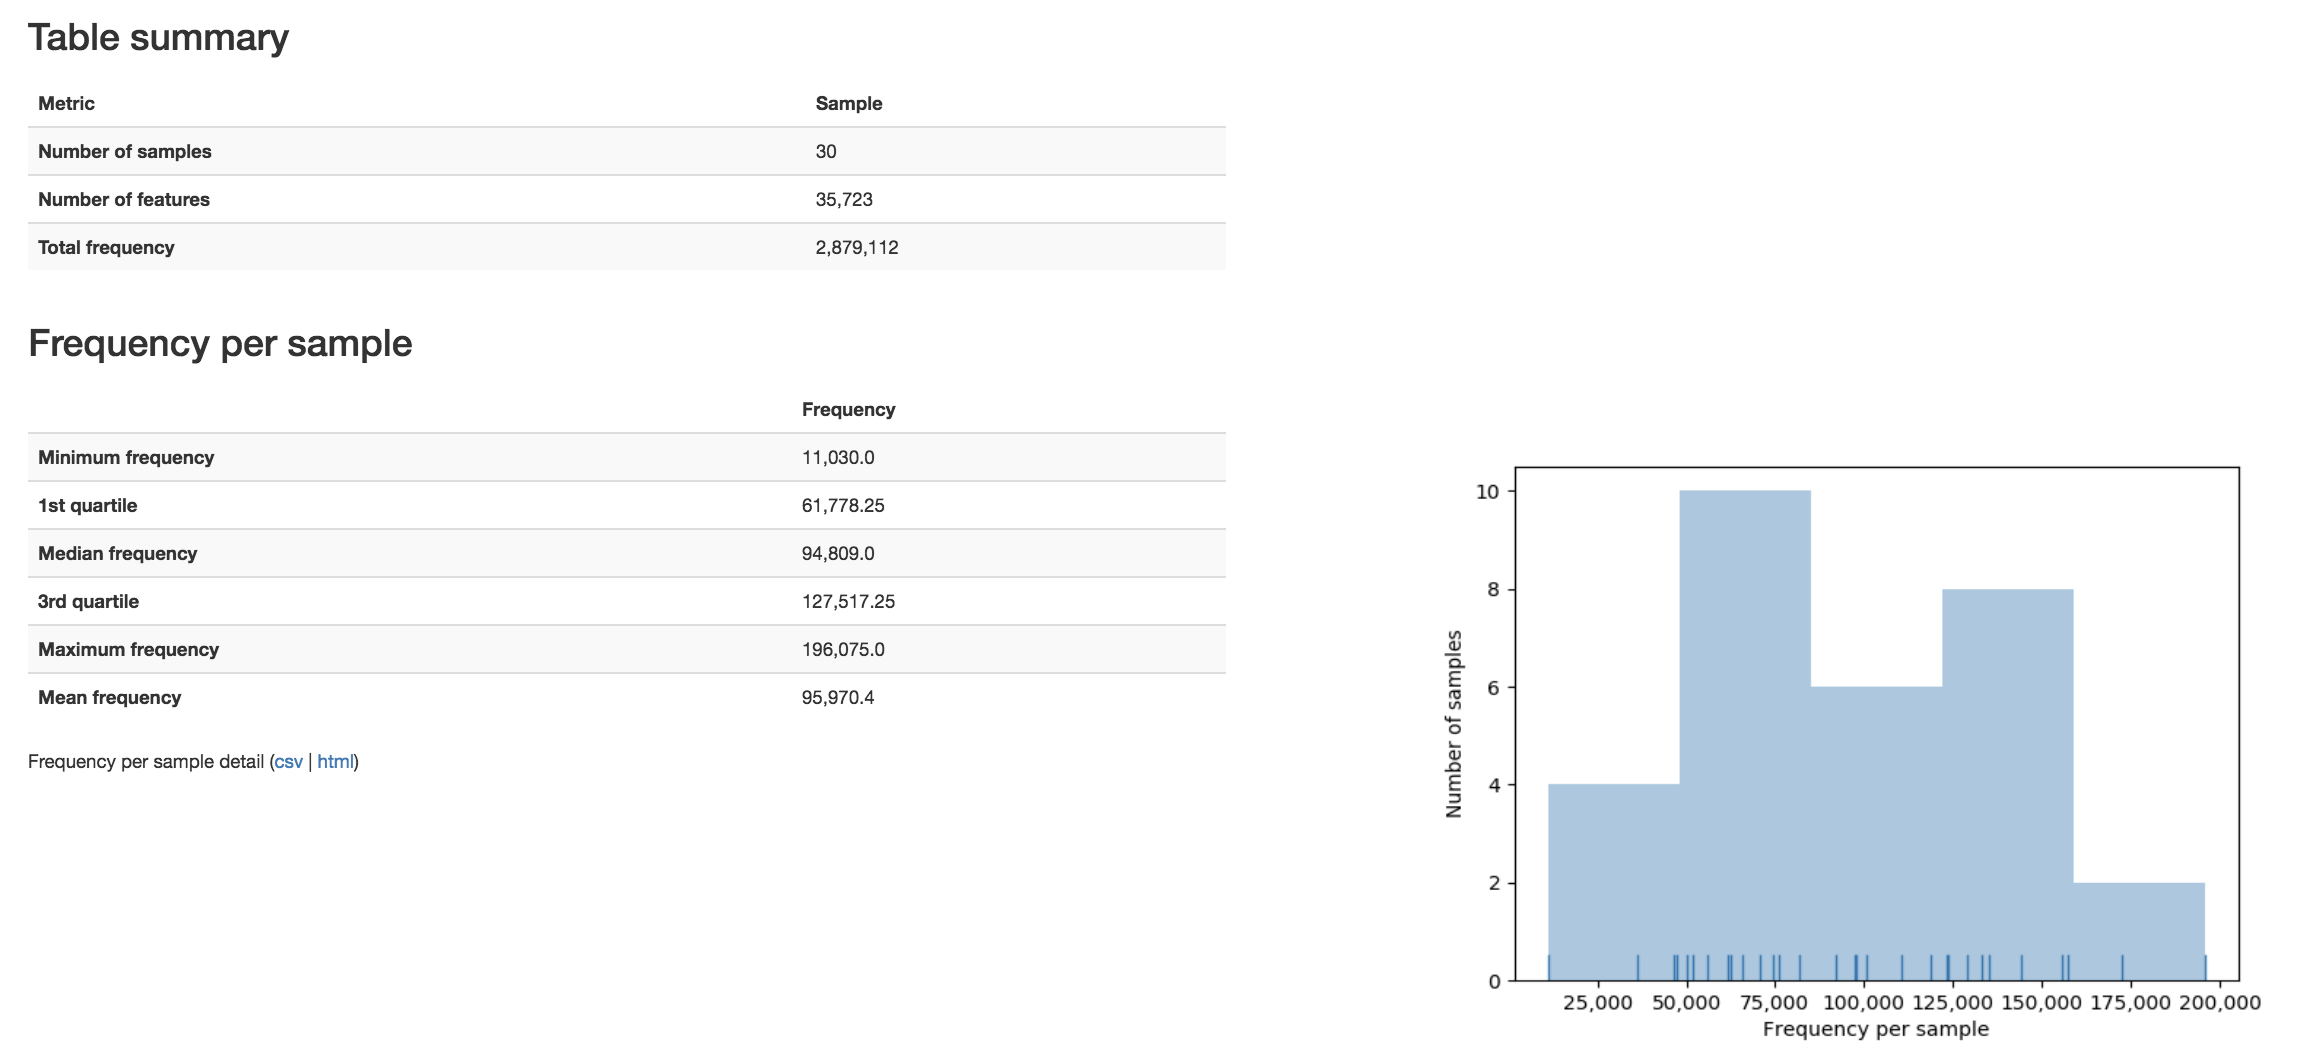 Table summary
Metric Sample
Number of samples 30
Number of features 35,723
Total frequency 2,879,112
Frequency per sample
Frequency
Minimum frequency 11,030.0
1st quartile 61,778.25
Median frequency 94,809.0
3rd quartile 127,517.25
Maximum frequency 196,075.0
Mean frequency 95,970.4
Frequency per sample detail (csv | html)
10
8
6
4
2
0
Number of samples
25,000 50,000 75,000 100,000 125,000 150,000 175,000 200,000
Frequency per sample